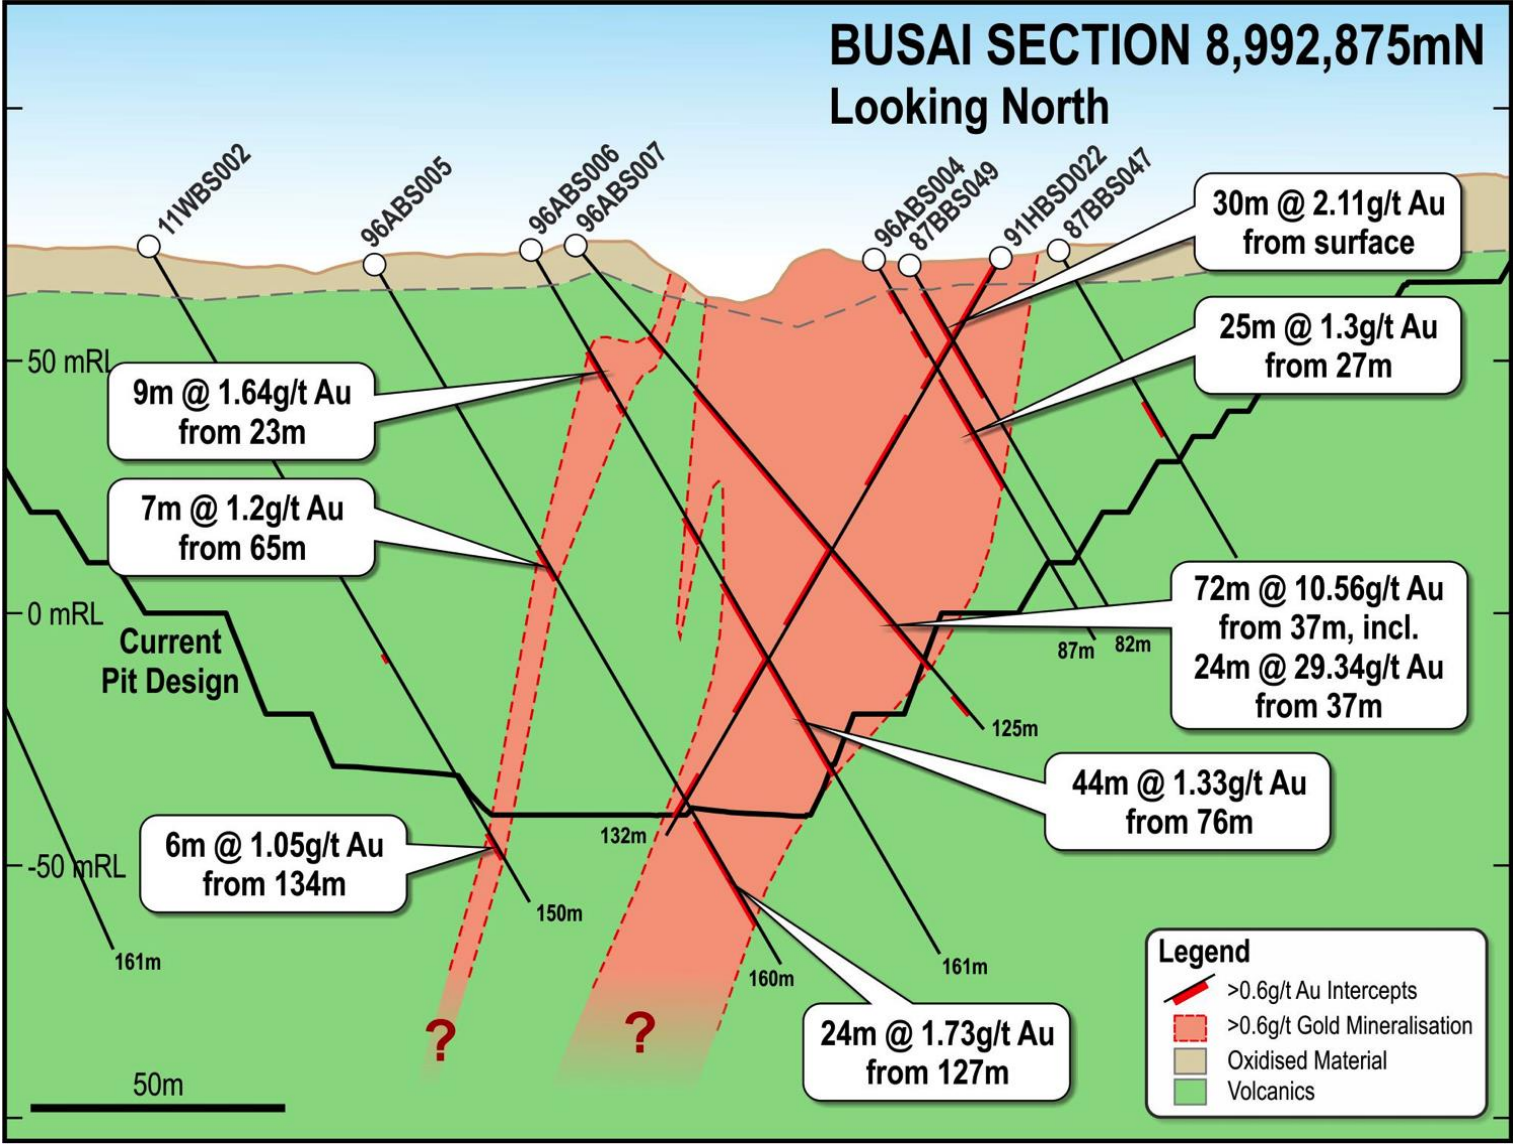 BUSAI SECTION 8,992,875mN
Looking North
11WBS002
96ABS005
96ABS006
96ABS007
96ABS004
87BBS049
91HBSD022
87BBS047
30m @ 2.11g/t Au
from surface
25m @ 1.3g/t Au
from 27m
50 mRL
9m @ 1.64g/t Au
from 23m
7m @ 1.2g/t Au
from 65m
0 mRL
Current
Pit Design
72m @ 10.56g/t Au
from 37m, incl.
24m @ 29.34g/t Au
from 37m
87m
82m
125m
44m @ 1.33g/t Au
from 76m
132m
-50 mRL
6m @ 1.05g/t Au
from 134m
150m
161m
160m
161m
24m @ 1.73g/t Au
from 127m
?
?
50m
Legend
>0.6g/t Au Intercepts
>0.6g/t Gold Mineralisation
Oxidised Material
Volcanics